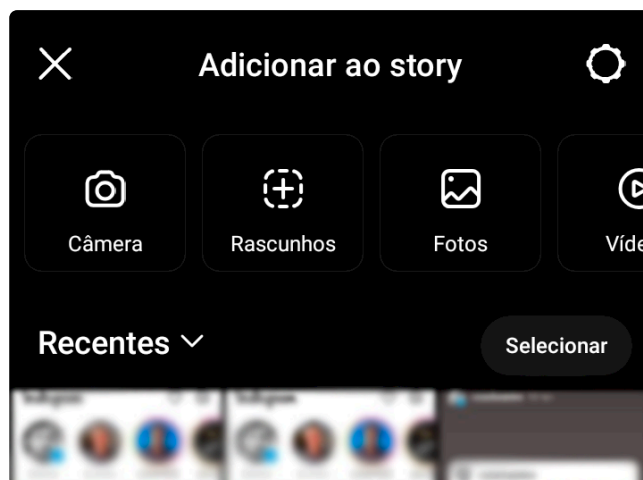 Adicionar ao story
Câmera
Rascunhos
Fotos
Recentes
Selecionar